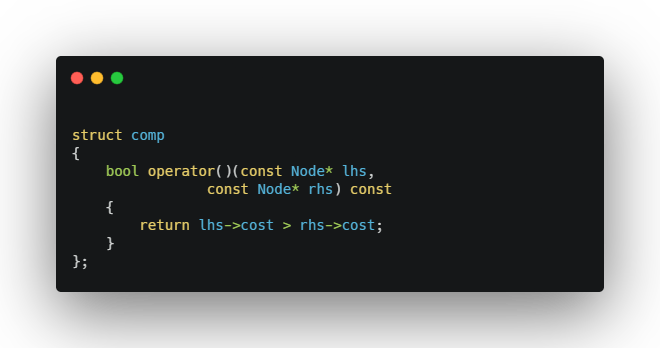 struct comp
{
    bool operator()(const Node* lhs,
                const Node* rhs) const
    {
        return lhs->cost > rhs->cost;
    }
};